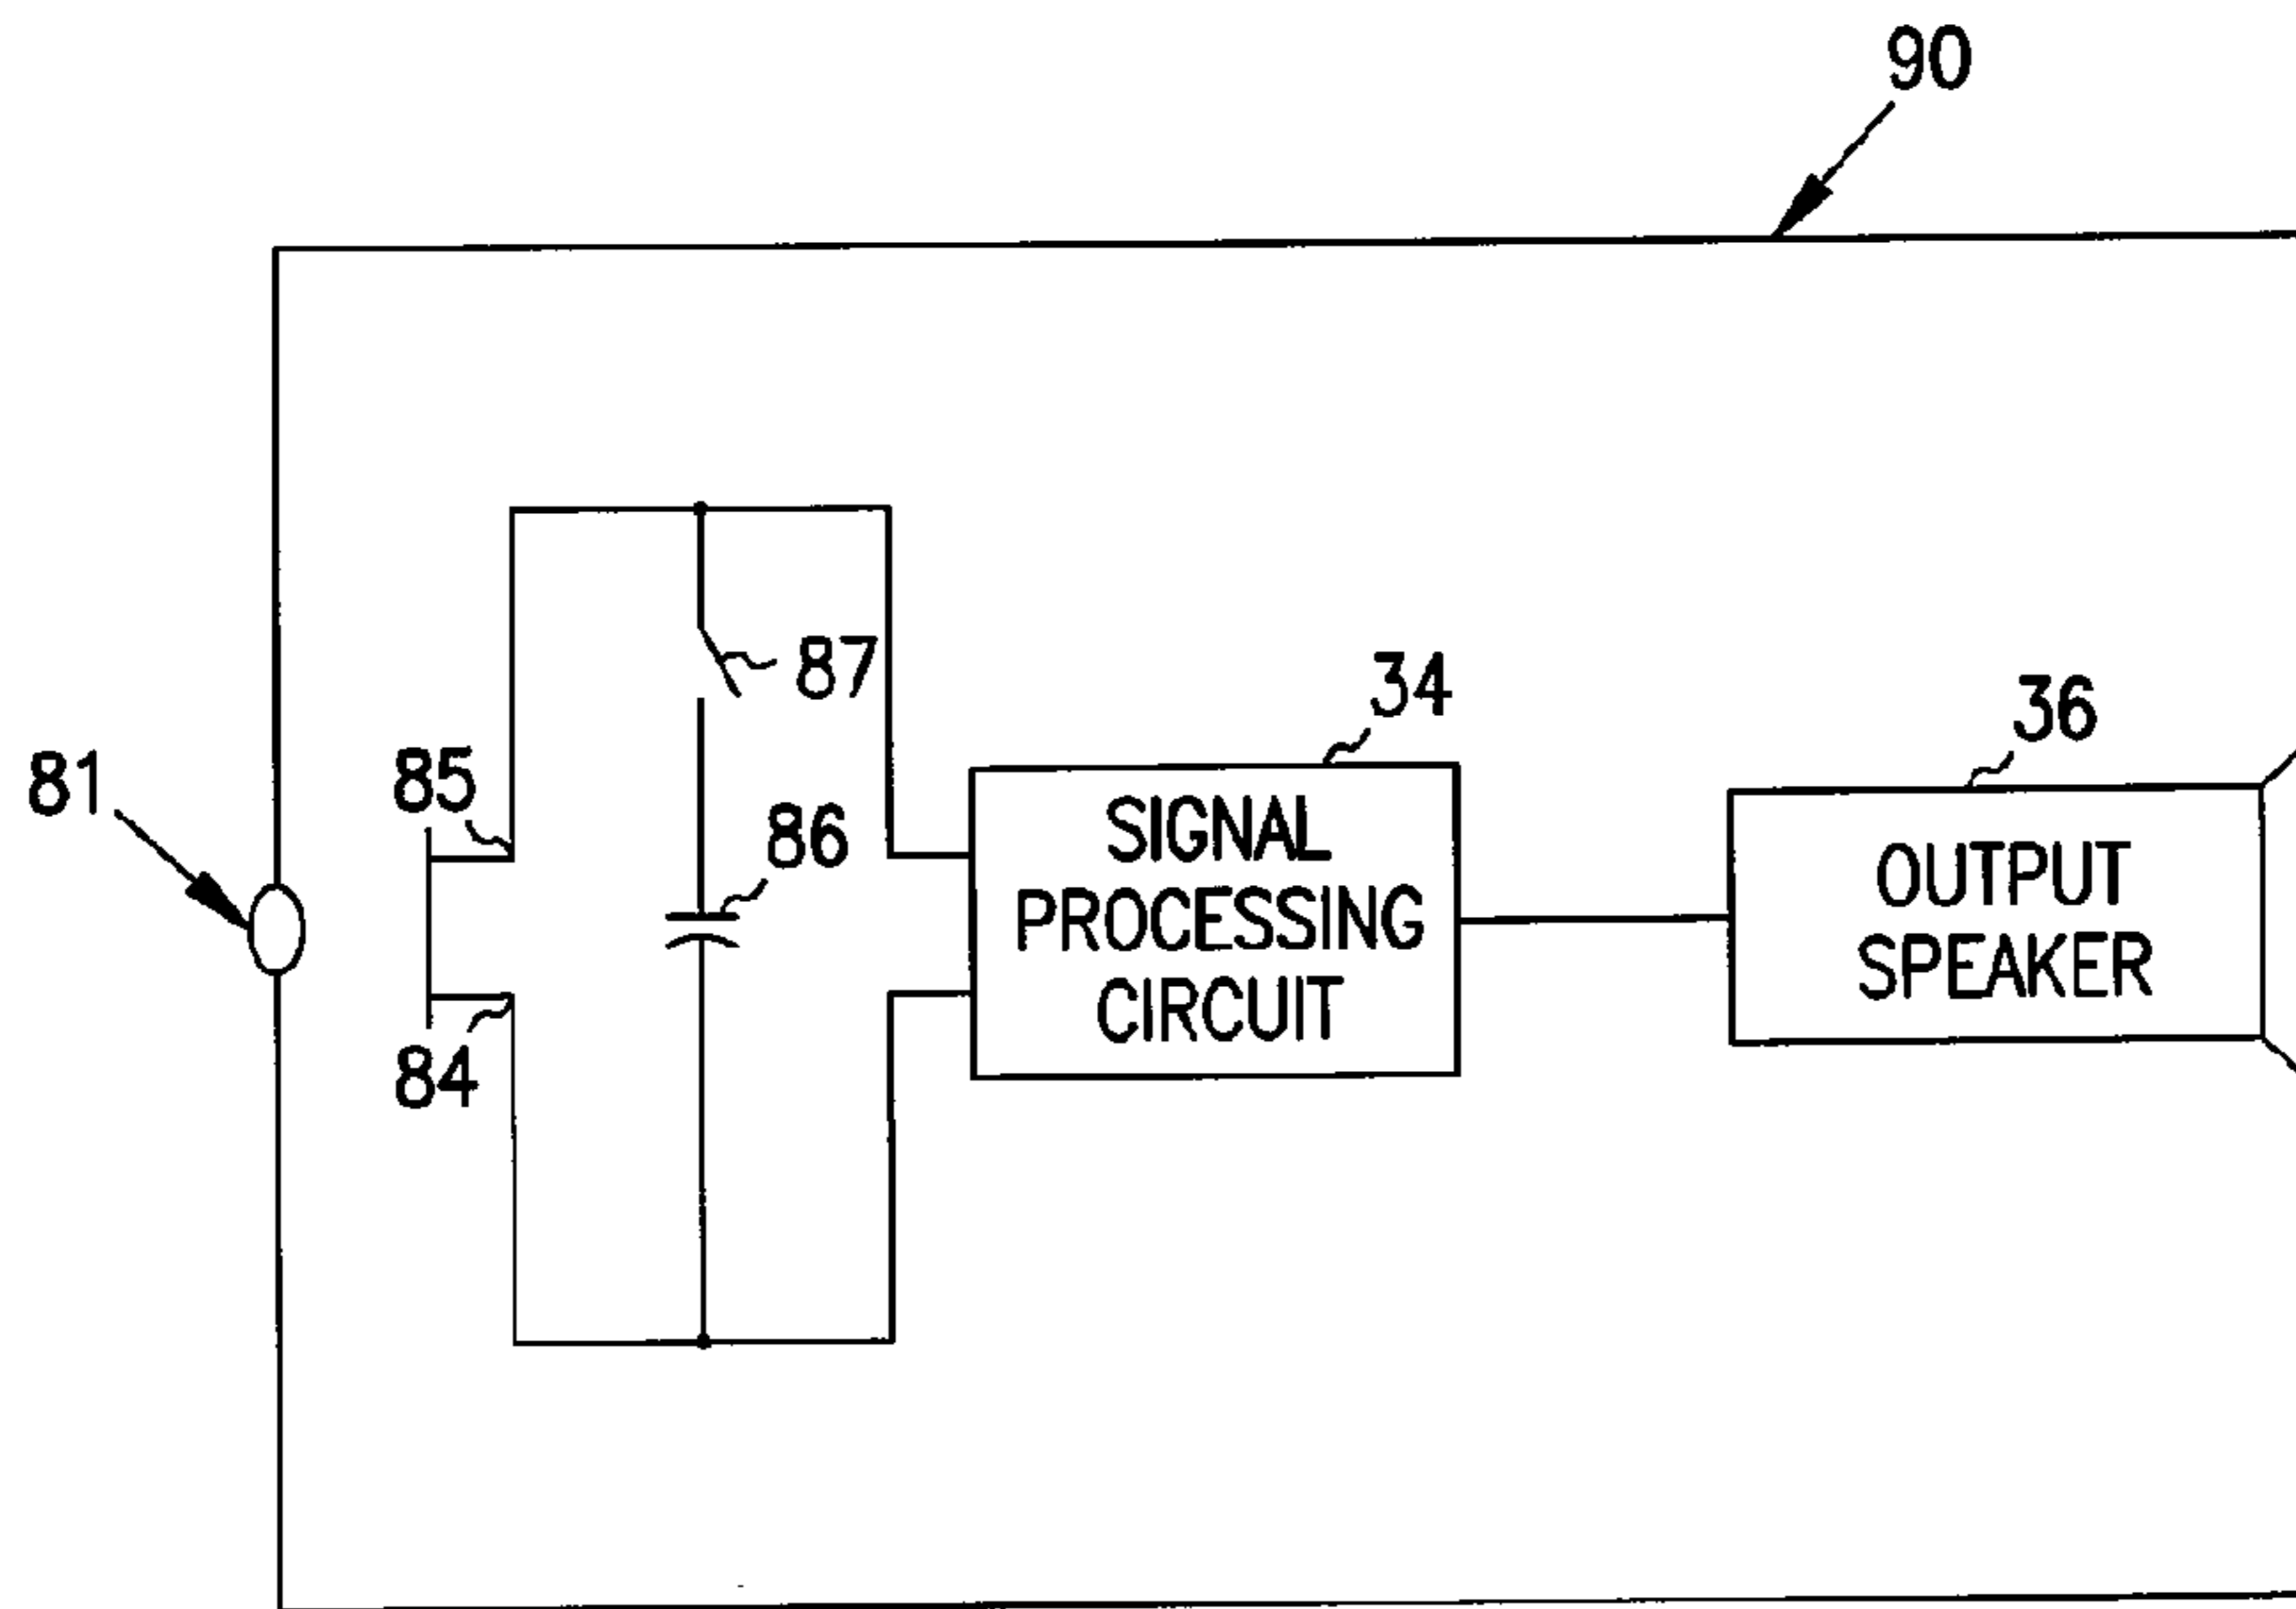 90
87
34
36
81
85
86
SIGNAL
PROCESSING
CIRCUIT
OUTPUT
SPEAKER
84